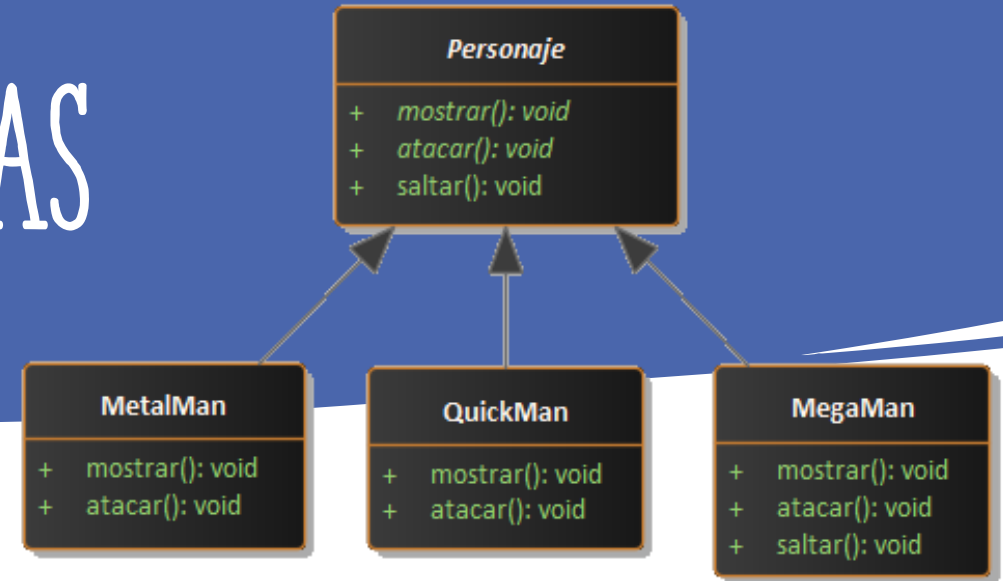 AS
Personaje
+ mostrar(): void
+ atacar(): void
+ saltar(): void
MetalMan
+ mostrar(): void
+ atacar(): void
QuickMan
+ mostrar(): void
+ atacar(): void
MegaMan
+ mostrar(): void
+ atacar(): void
+ saltar(): void